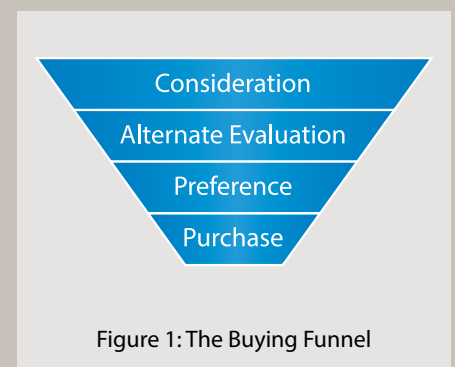 Consideration
Alternate Evaluation
Preference
Purchase
Figure 1: The Buying Funnel